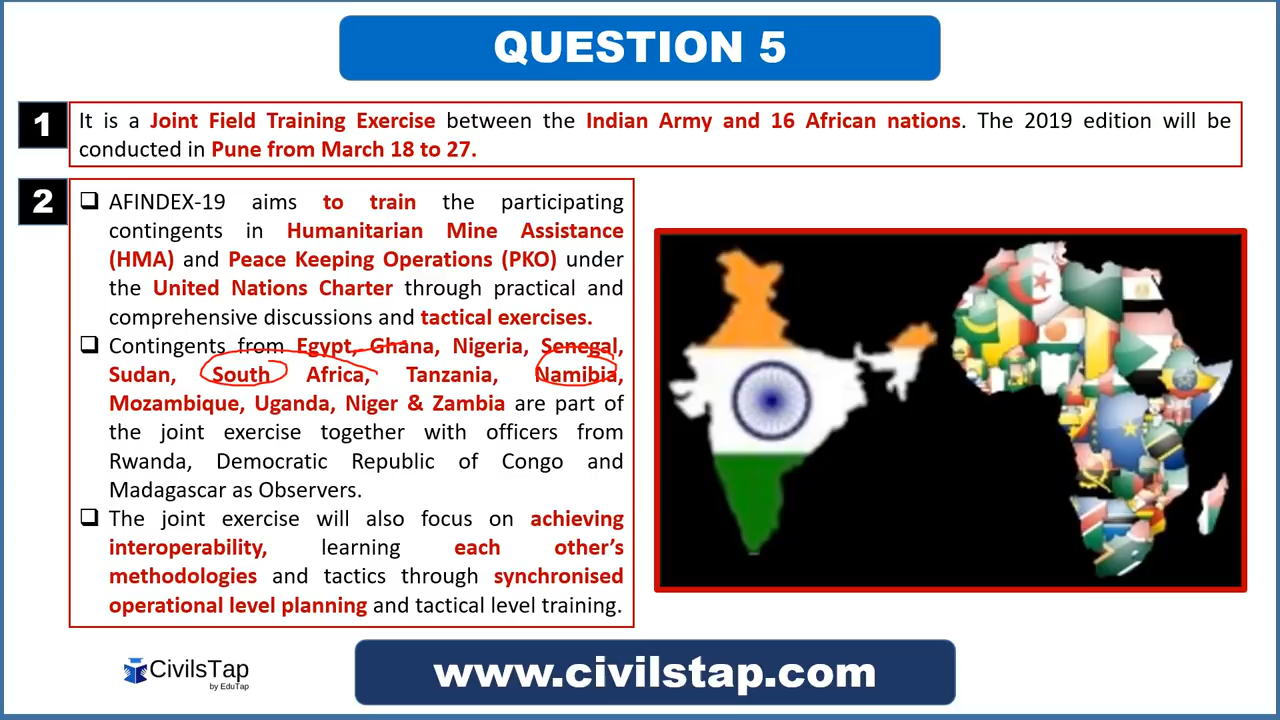 QUESTION 5
1
It is a Joint Field Training Exercise between the Indian Army and 16 African nations. The 2019 edition will be
conducted in Pune from March 18 to 27.
2
AFINDEX-19 aims to train the participating
contingents in Humanitarian Mine Assistance
(HMA) and Peace Keeping Operations (PKO) under
the United Nations Charter through practical and
comprehensive discussions and tactical exercises.
Contingents from Egypt, Ghana, Nigeria, Senegal,
Sudan, South Africa, Tanzania, Namibia,
Mozambique, Uganda, Niger & Zambia are part of
the joint exercise together with officers from
Rwanda, Democratic Republic of Congo and
Madagascar as Observers.
The joint exercise will also focus on achieving
interoperability, learning each other’s
methodologies and tactics through synchronised
operational level planning and tactical level training.
CivilsTap
by EduTap
www.civilstap.com